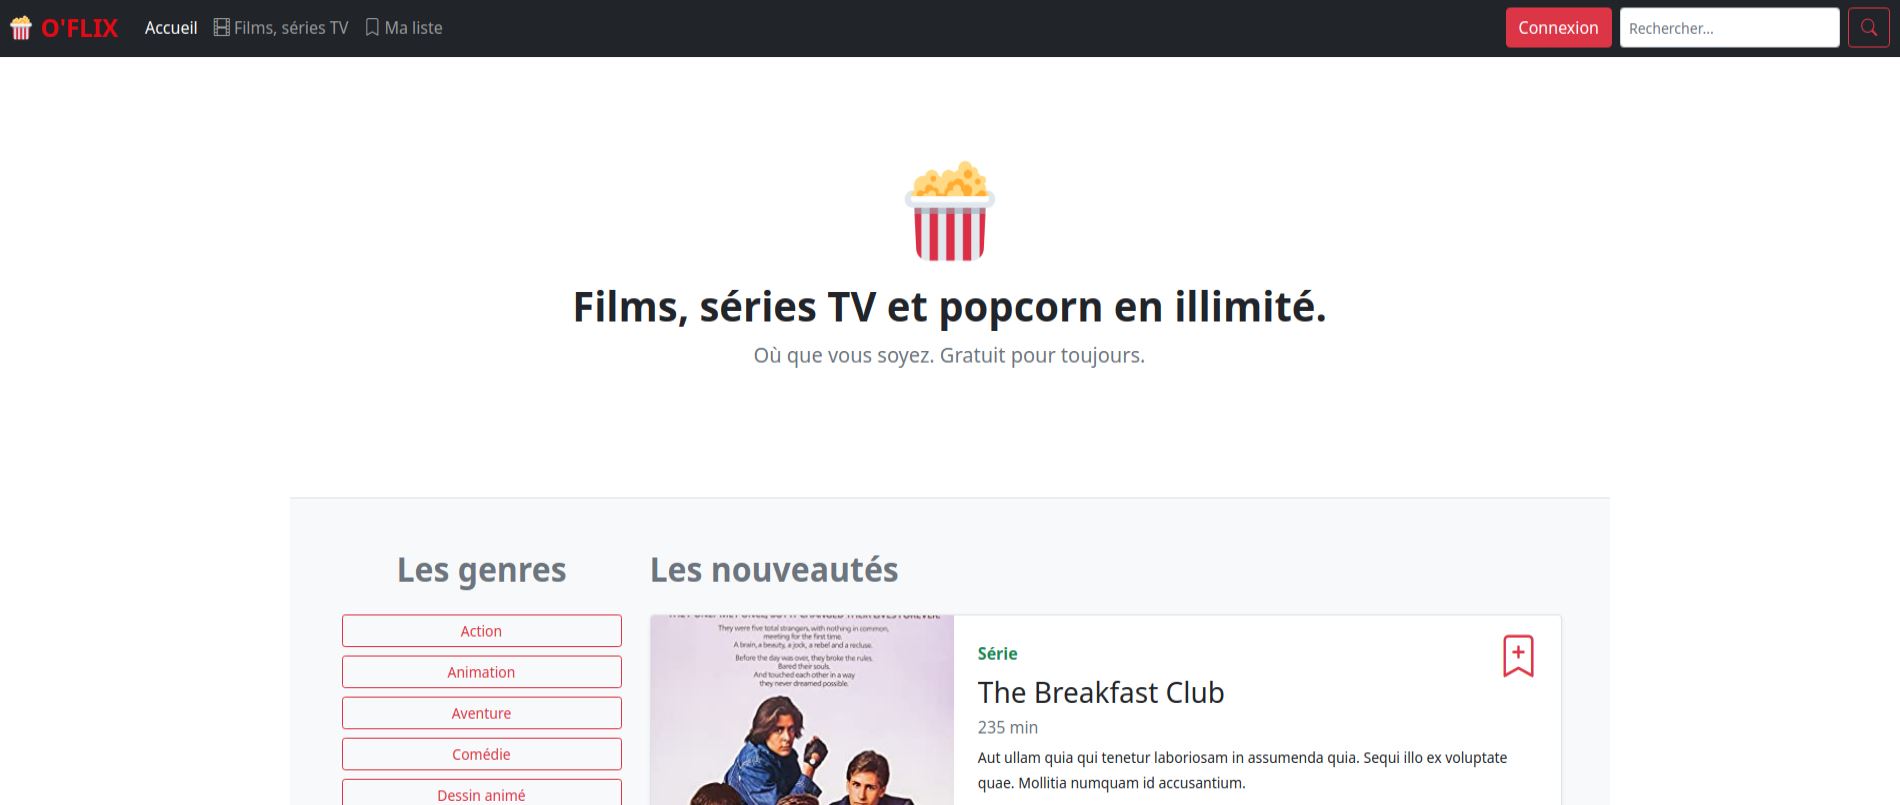 O'FLIX
Accueil
Films, séries TV
Ma liste
Connexion
Rechercher...
Films, séries TV et popcorn en illimité.
Où que vous soyez. Gratuit pour toujours.
Les genres
Action
Animation
Aventure
Comédie
Dessin animé
Les nouveautés
They were five total strangers, with nothing in common,
meeting for the first time.
A brain, a beauty, a jock, a rebel and a recluse.
Before the day was over, they broke the rules.
Bared their souls.
And touched each other in a way
they never dreamed possible.
Série
The Breakfast Club
235 min
Aut ullam quia qui tenetur laboriosam in assumenda quia. Sequi illo ex voluptate
quae. Mollitia numquam id accusantium.